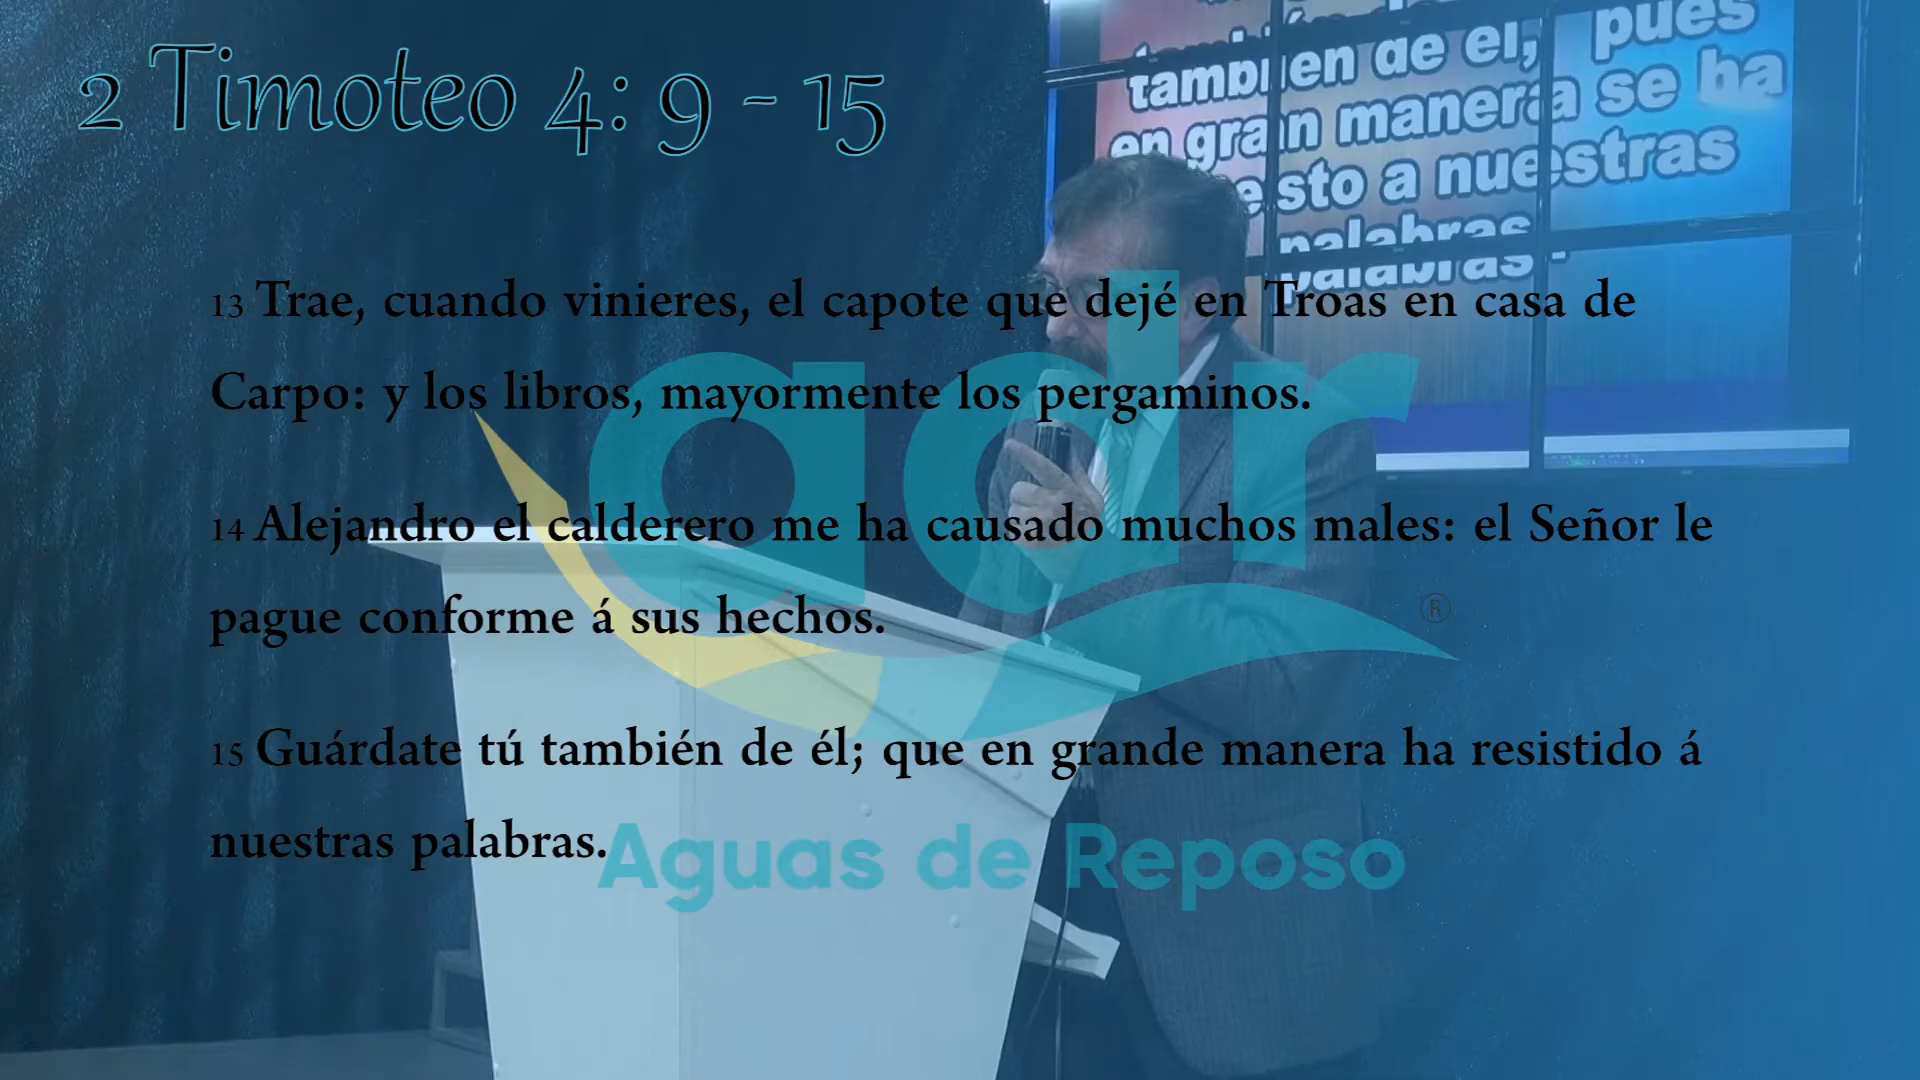 2 Timoteo 4: 9 - 15
también de el, pues
en gran manera se ha
sto a nuestras
palabras.
13 Trae, cuando vinieres, el capote que dejé en Troas en casa de
Carpo: y los libros, mayormente los pergaminos.
14 Alejandro el calderero me ha causado muchos males: el Señor le
pague conforme á sus hechos.
15 Guárdate tú también de él; que en grande manera ha resistido á
nuestras palabras.
adr
®
Aguas de Reposo